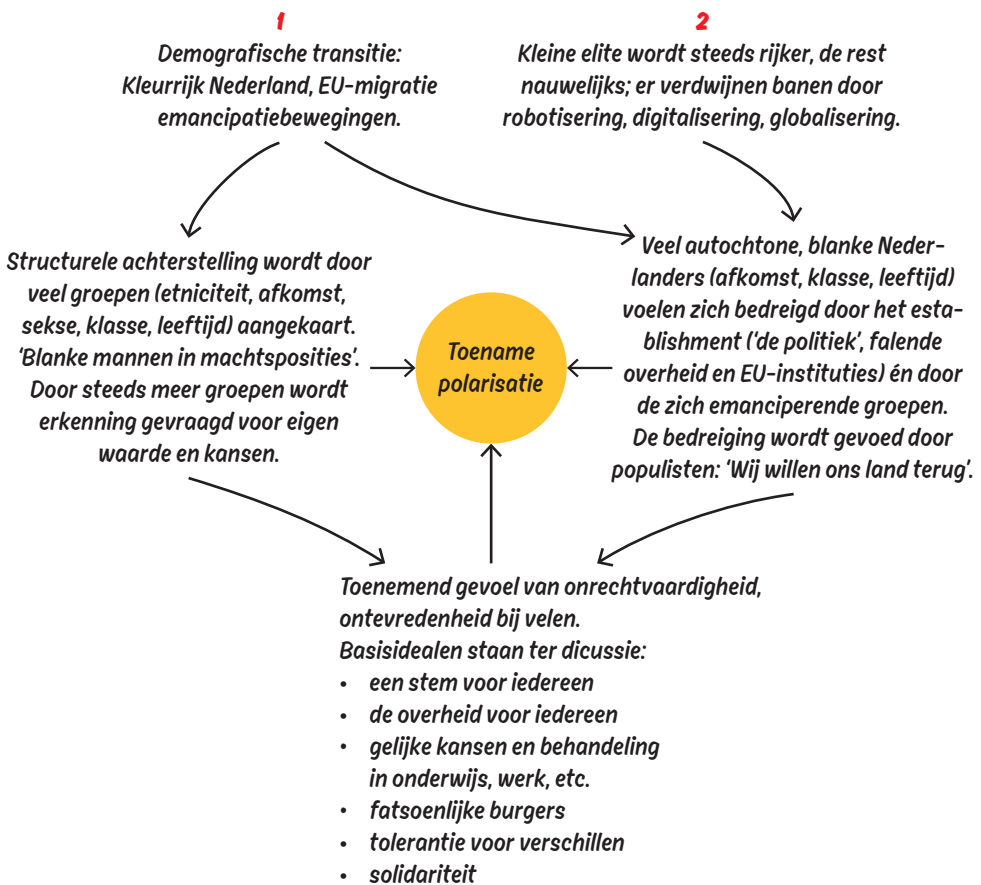 1
Demografische transitie:
Kleurrijk Nederland, EU-migratie
emancipatiebewegingen.
2
Kleine elite wordt steeds rijker, de rest
nauwelijks; er verdwijnen banen door
robotisering, digitalisering, globalisering.
Structurele achterstelling wordt door
veel groepen (etniciteit, afkomst,
sekse, klasse, leeftijd) aangekaart.
‘Blanke mannen in machtsposities’.
Door steeds meer groepen wordt
erkenning gevraagd voor eigen
waarde en kansen.
Toename
polarisatie
Veel autochtone, blanke Neder-
landers (afkomst, klasse, leeftijd)
voelen zich bedreigd door het esta-
blishment (‘de politiek’, falende
overheid en EU-instituties) én door
de zich emanciperende groepen.
De bedreiging wordt gevoed door
populisten: ‘Wij willen ons land terug’.
Toenemend gevoel van onrechtvaardigheid,
ontevredenheid bij velen.
Basisidealen staan ter dicussie:
• een stem voor iedereen
• de overheid voor iedereen
• gelijke kansen en behandeling
in onderwijs, werk, etc.
• fatsoenlijke burgers
• tolerantie voor verschillen
• solidariteit